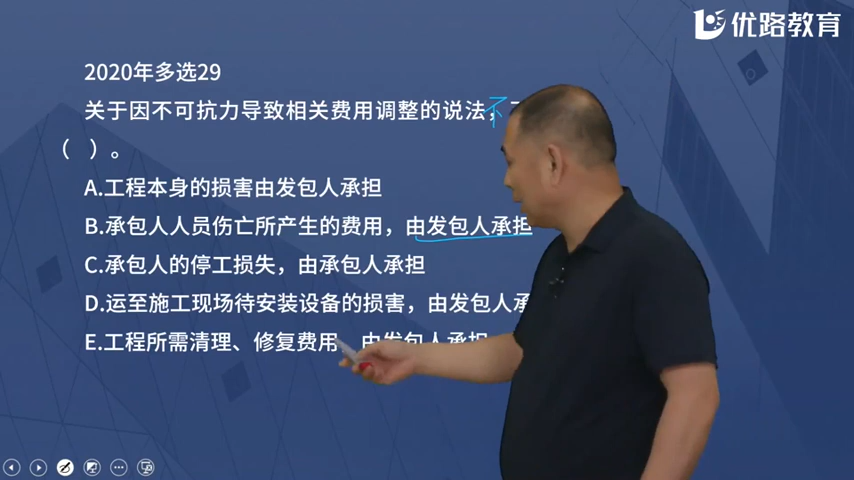 优路教育
2020年多选29
关于因不可抗力导致相关费用调整的说法，不
（ ）。
A.工程本身的损害由发包人承担
B.承包人人员伤亡所产生的费用，由发包人承担
C.承包人的停工损失，由承包人承担
D.运至施工现场待安装设备的损害，由发包人承
E.工程所需清理、修复费用，由发包人承担